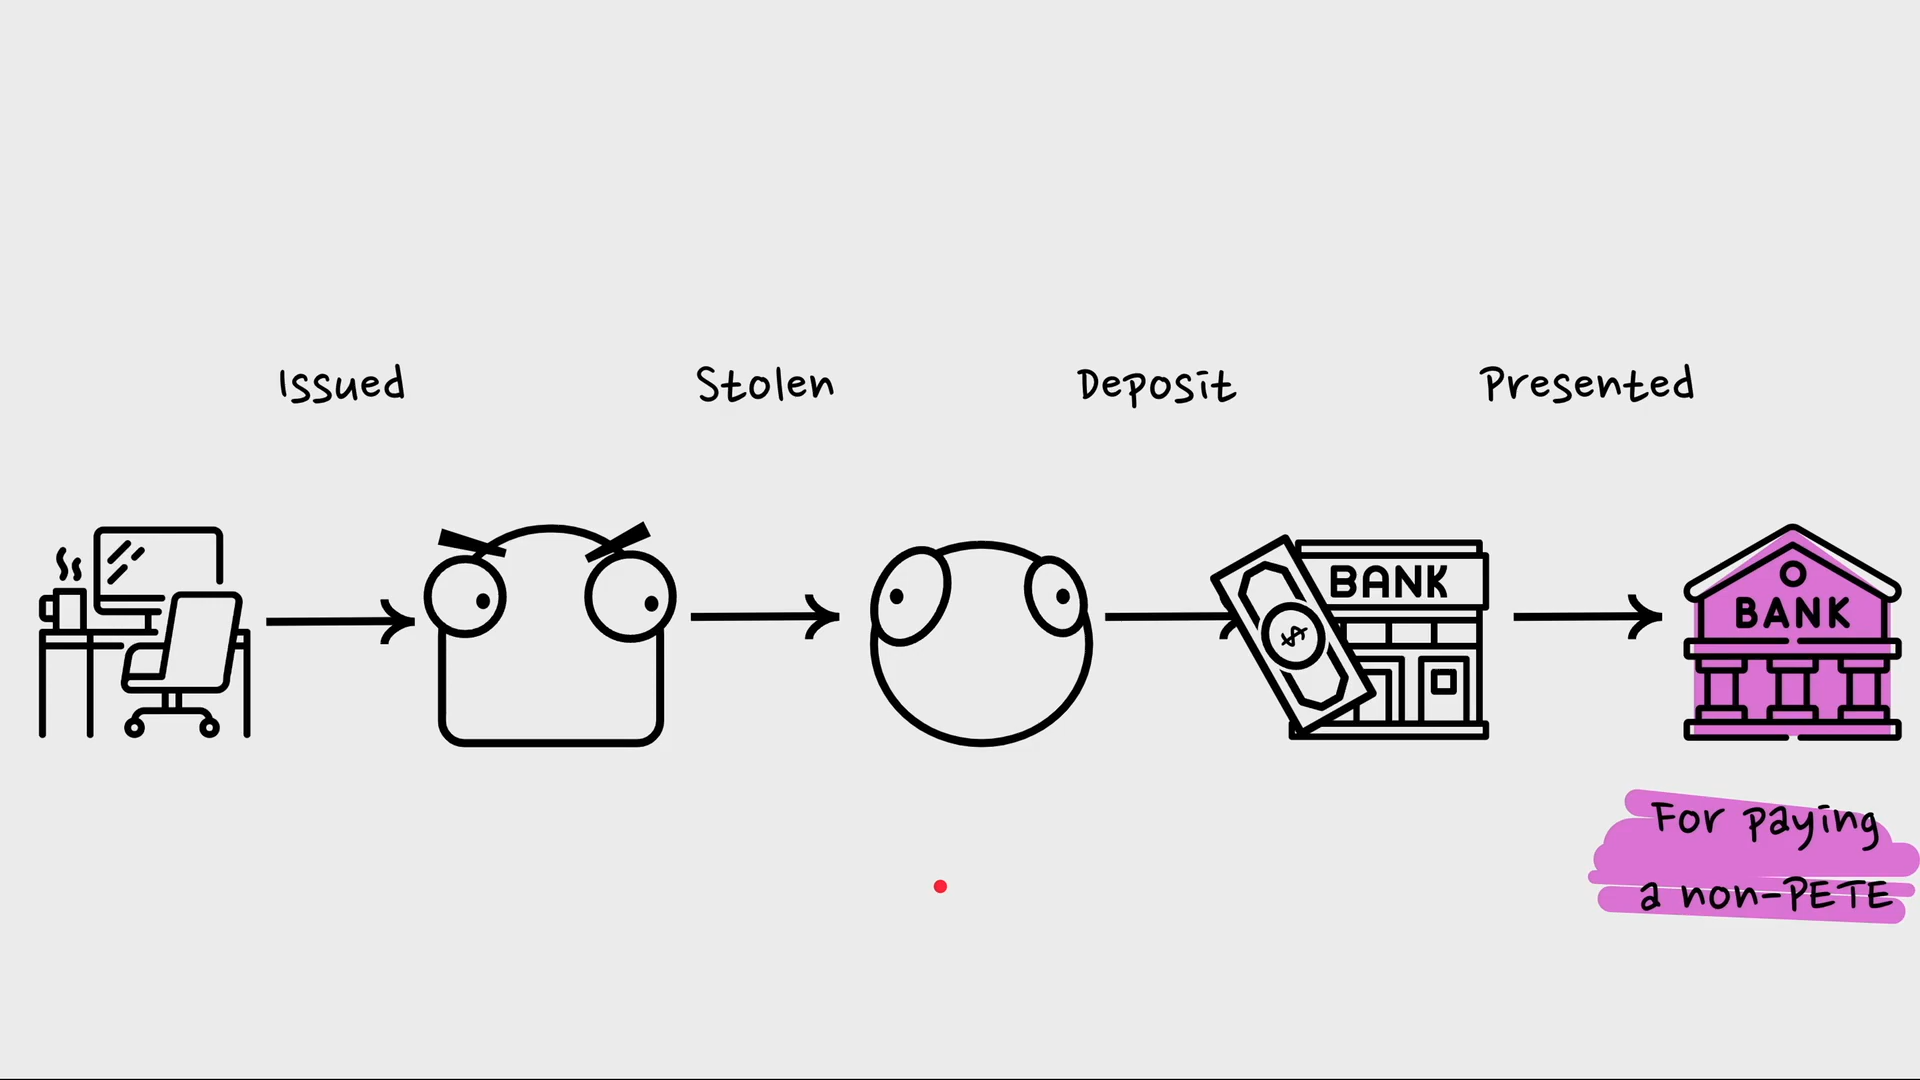 Issued
Stolen
Deposit
Presented
BANK
BANK
$
For paying
a non-PETE